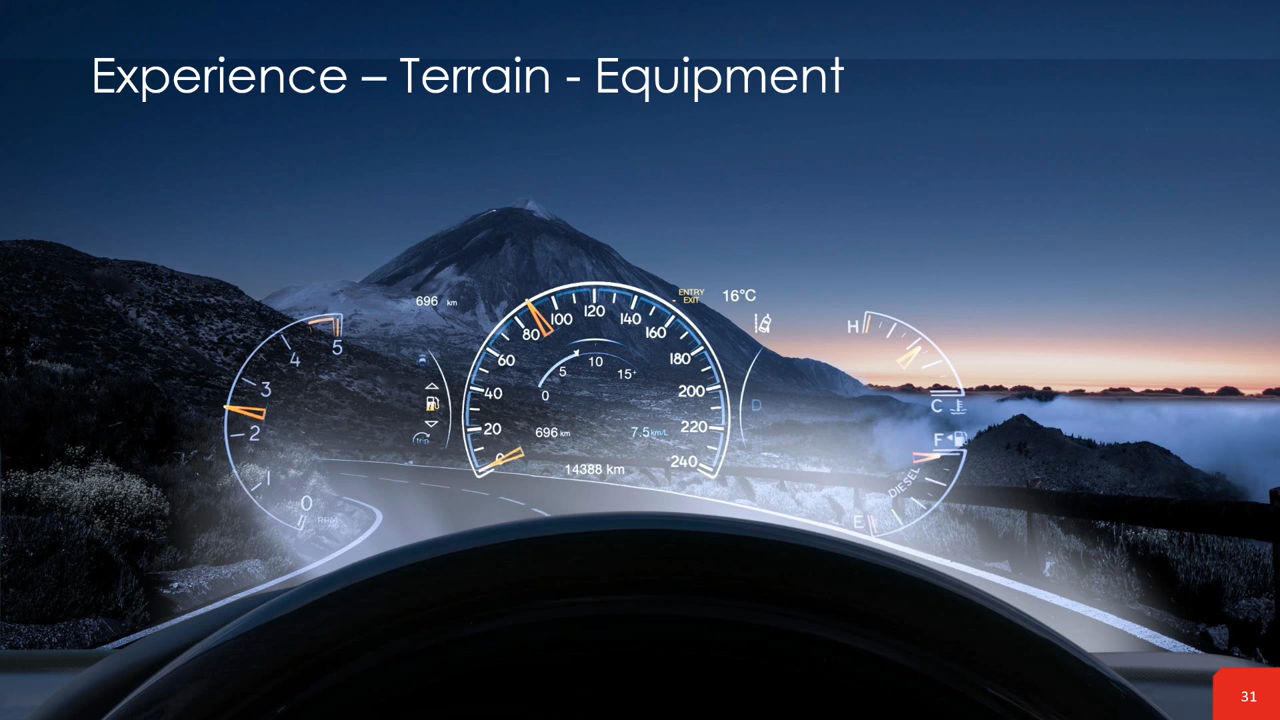 Experience – Terrain - Equipment
696 km
ENTRY
EXIT
16°C
0
1
2
3
4
5
0
20
40
60
80
100
120
140
160
180
200
220
240
0
5
10
15+
696 km
7.5 km/L
14388 km
trip
D
H
C
F
DIESEL
E
31